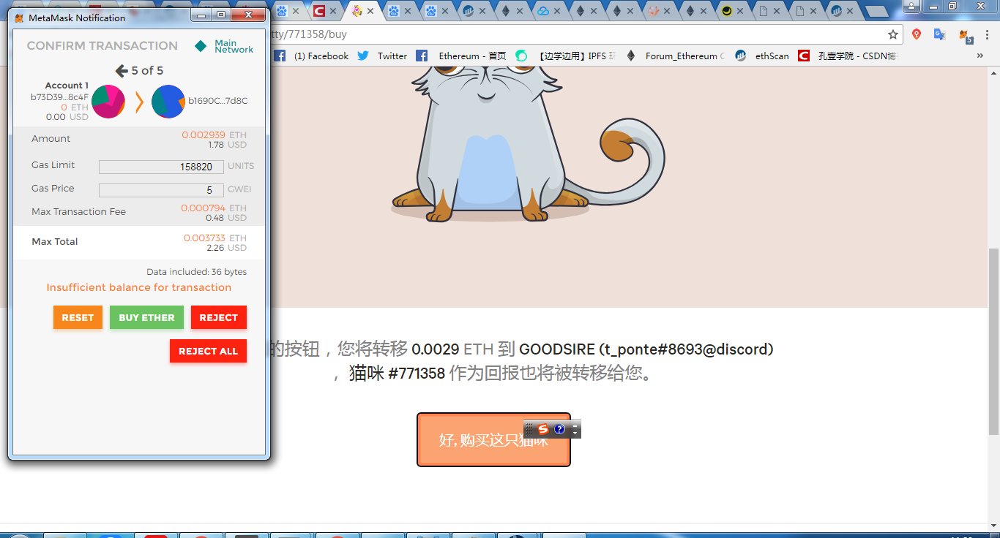 MetaMask Notification
CONFIRM TRANSACTION
Main
Network
5 of 5
Account 1
b73D39...8c4F
0 ETH
0.00 USD
b1690C...7d8C
Amount
0.002939 ETH
1.78 USD
Gas Limit
158820 UNITS
Gas Price
5 GWEI
Max Transaction Fee
0.000794 ETH
0.48 USD
Max Total
0.003733 ETH
2.26 USD
Data included: 36 bytes
Insufficient balance for transaction
RESET BUY ETHER REJECT
REJECT ALL
tty/771358/buy
5
(1) Facebook Twitter Ethereum - 首页 【边学边用】IPFS Forum_Ethereum ethScan 孔壹学院 - CSDN博 »
的按钮，您将转移 0.0029 ETH 到 GOODSIRE (t_ponte#8693@discord)
，猫咪 #771358 作为回报也将被转移给您。
好, 购买这只猫咪